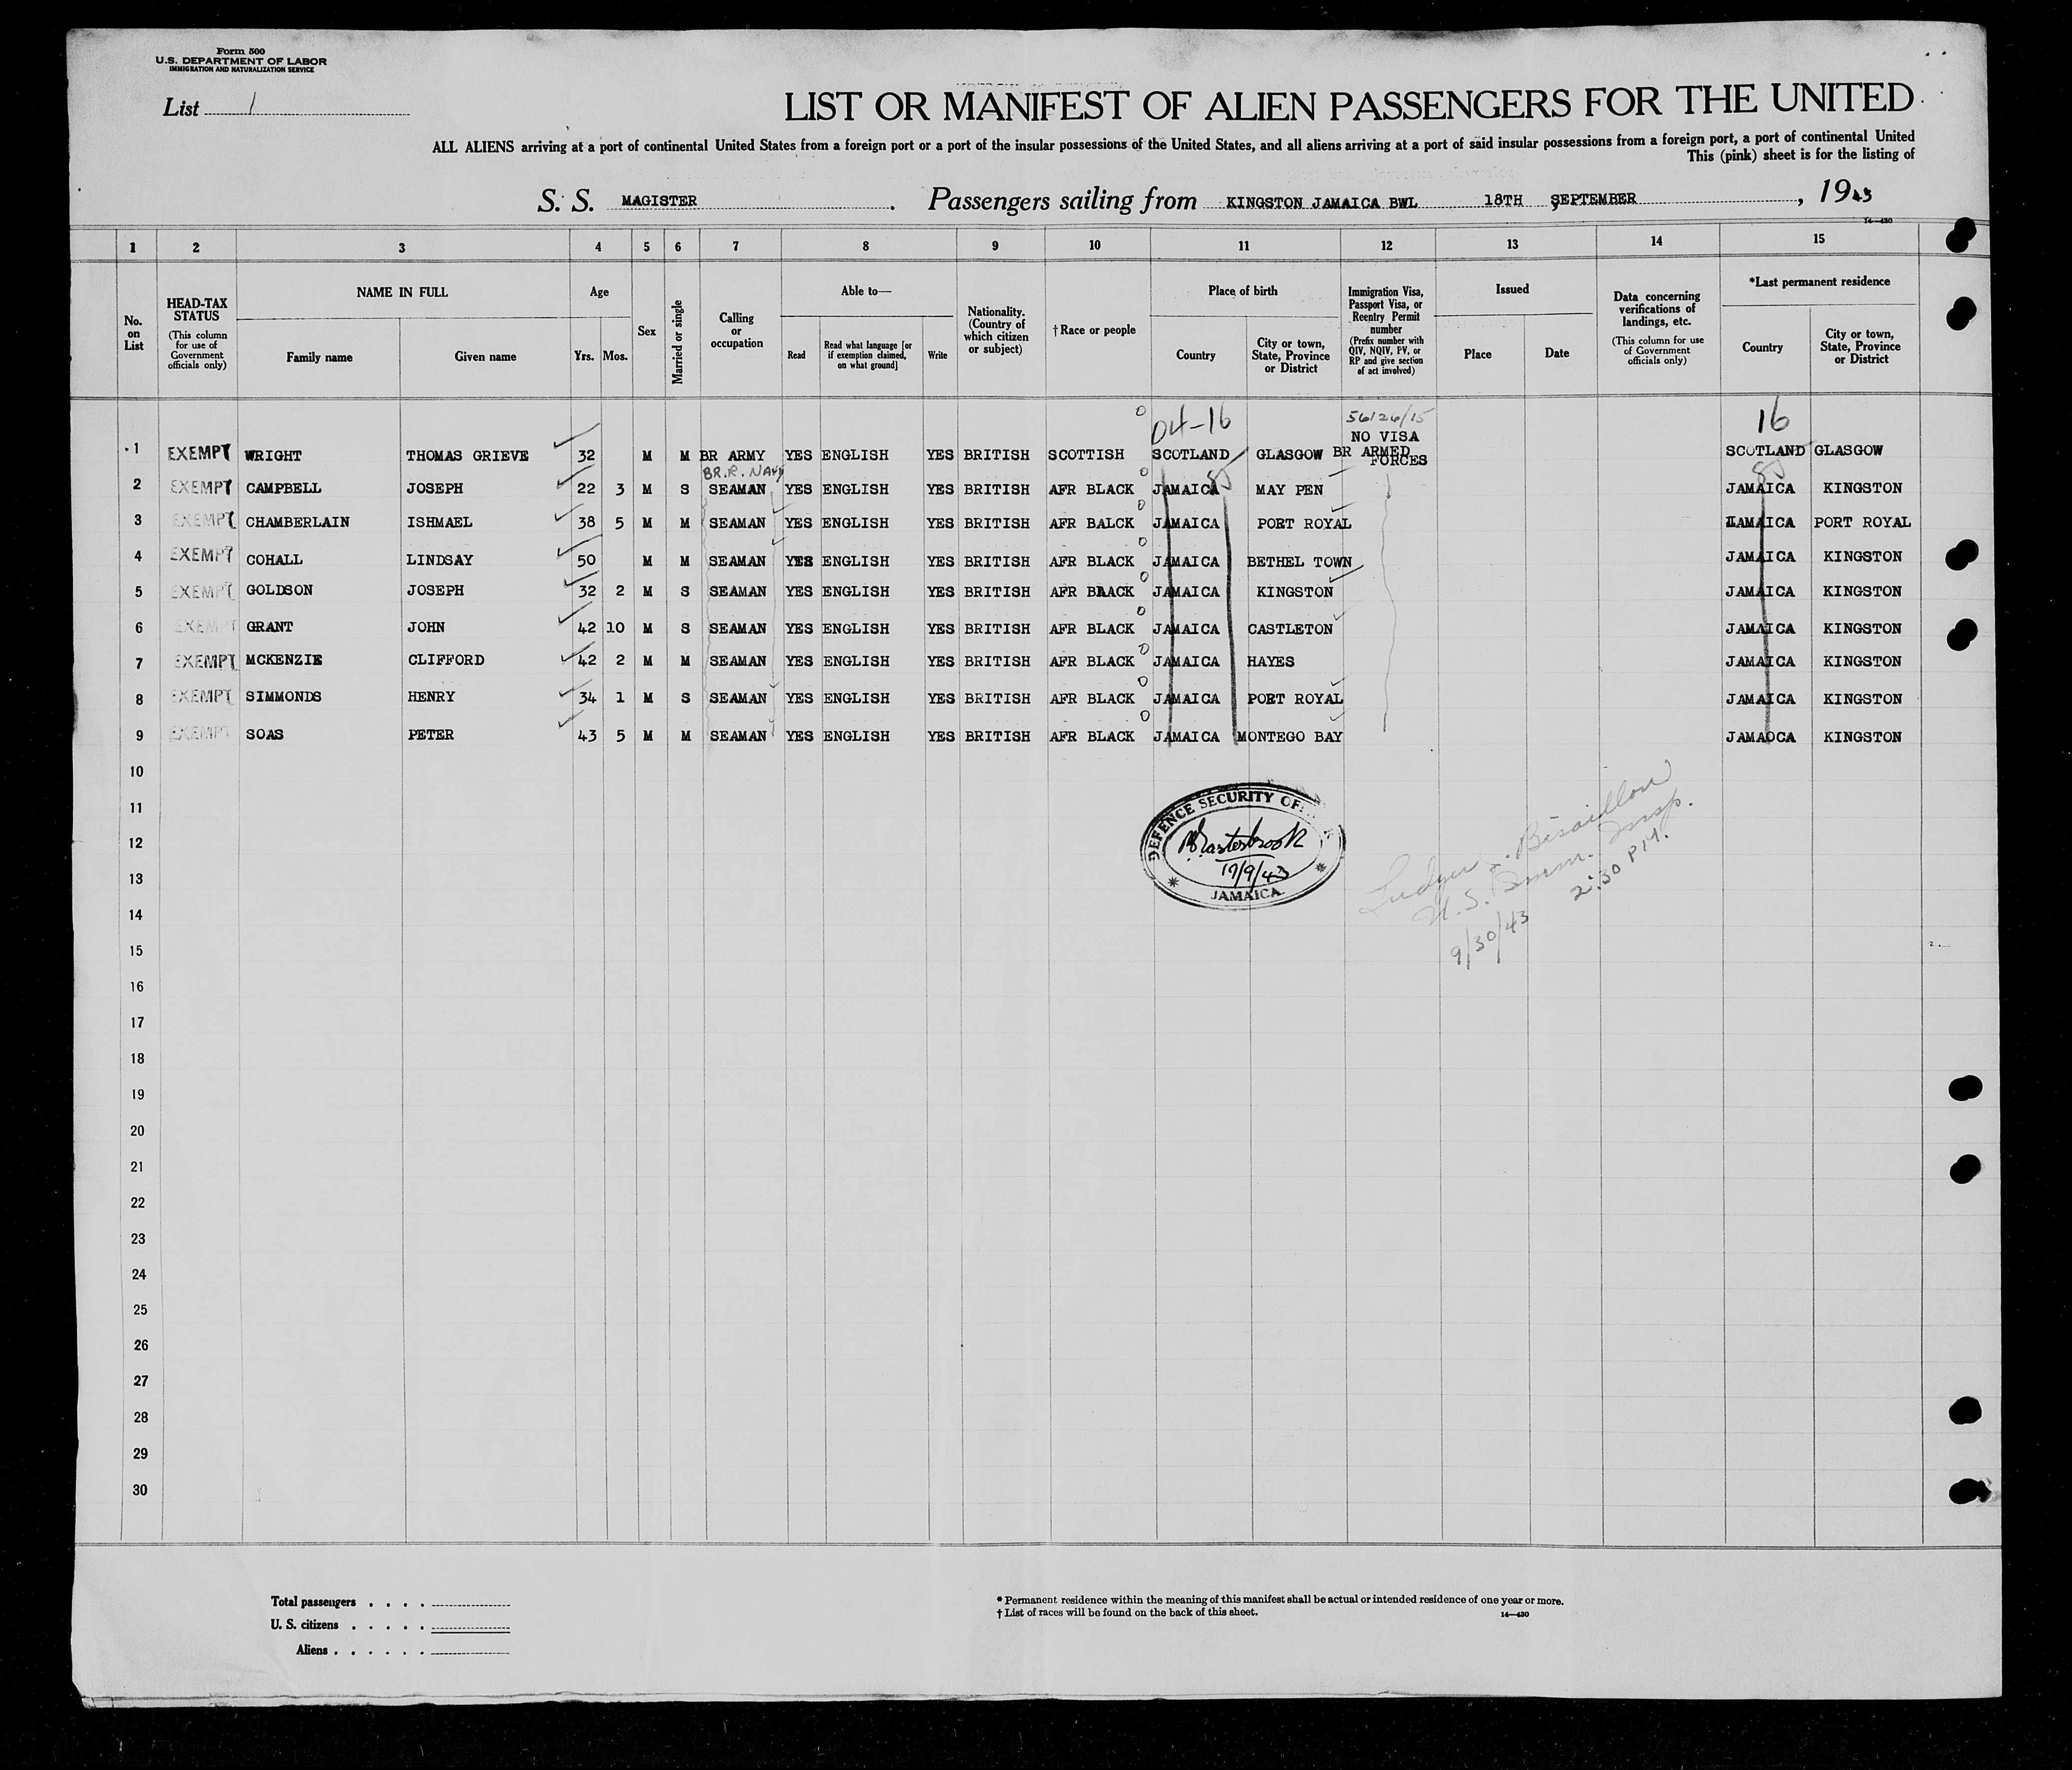 Form 500
U.S. DEPARTMENT OF LABOR
IMMIGRATION AND NATURALIZATION SERVICE
List 1
LIST OR MANIFEST OF ALIEN PASSENGERS FOR THE UNITED
ALL ALIENS arriving at a port of continental United States from a foreign port or a port of the insular possessions of the United States, and all aliens arriving at a port of said insular possessions from a foreign port, a port of continental United
This (pink) sheet is for the listing of
S. S. MAGISTER . Passengers sailing from KINGSTON JAMAICA BWL 18TH SEPTEMBER , 1943
14—430
1 2 3 4 5 6 7 8 9 10 11 12 13 14 15
No. on List
HEAD-TAX STATUS (This column for use of Government officials only)
NAME IN FULL
Family name Given name
Age
Yrs. Mos.
Sex
Married or single
Calling or occupation
Able to—
Read Read what language [or if exemption claimed, on what ground] Write
Nationality. (Country of which citizen or subject)
†Race or people
Place of birth
Country City or town, State, Province or District
Immigration Visa, Passport Visa, or Reentry Permit number (Prefix number with QIV, NQIV, PV, or RP and give section of act involved)
Issued
Place Date
Data concerning verifications of landings, etc. (This column for use of Government officials only)
*Last permanent residence
Country City or town, State, Province or District
04-16 56126/15 16
NO VISA
1 EXEMPT WRIGHT THOMAS GRIEVE 32 M M BR ARMY YES ENGLISH YES BRITISH SCOTTISH SCOTLAND GLASGOW BR ARMED FORCES SCOTLAND GLASGOW
BR.R. NAVY 85 85
2 EXEMPT CAMPBELL JOSEPH 22 3 M S SEAMAN YES ENGLISH YES BRITISH AFR BLACK JAMAICA MAY PEN JAMAICA KINGSTON
3 EXEMPT CHAMBERLAIN ISHMAEL 38 5 M M SEAMAN YES ENGLISH YES BRITISH AFR BALCK JAMAICA PORT ROYAL JAMAICA PORT ROYAL
4 EXEMPT COHALL LINDSAY 50 M M SEAMAN YES ENGLISH YES BRITISH AFR BLACK JAMAICA BETHEL TOWN JAMAICA KINGSTON
5 EXEMPT GOLDSON JOSEPH 32 2 M S SEAMAN YES ENGLISH YES BRITISH AFR BLACK JAMAICA KINGSTON JAMAICA KINGSTON
6 EXEMPT GRANT JOHN 42 10 M S SEAMAN YES ENGLISH YES BRITISH AFR BLACK JAMAICA CASTLETON JAMAICA KINGSTON
7 EXEMPT MCKENZIE CLIFFORD 42 2 M M SEAMAN YES ENGLISH YES BRITISH AFR BLACK JAMAICA HAYES JAMAICA KINGSTON
8 EXEMPT SIMMONDS HENRY 34 1 M S SEAMAN YES ENGLISH YES BRITISH AFR BLACK JAMAICA PORT ROYAL JAMAICA KINGSTON
9 EXEMPT SOAS PETER 43 5 M M SEAMAN YES ENGLISH YES BRITISH AFR BLACK JAMAICA MONTEGO BAY JAMAOCA KINGSTON
10
11
12
13
14
15
16
17
18
19
20
21
22
23
24
25
26
27
28
29
30
DEFENCE SECURITY OF
17/9/43
JAMAICA
Bisaillon
U.S. Imm. Insp.
9/30/43 2:30 P.M.
Total passengers . . . .
U. S. citizens . . . . .
Aliens . . . . . .
* Permanent residence within the meaning of this manifest shall be actual or intended residence of one year or more.
† List of races will be found on the back of this sheet.
14—430